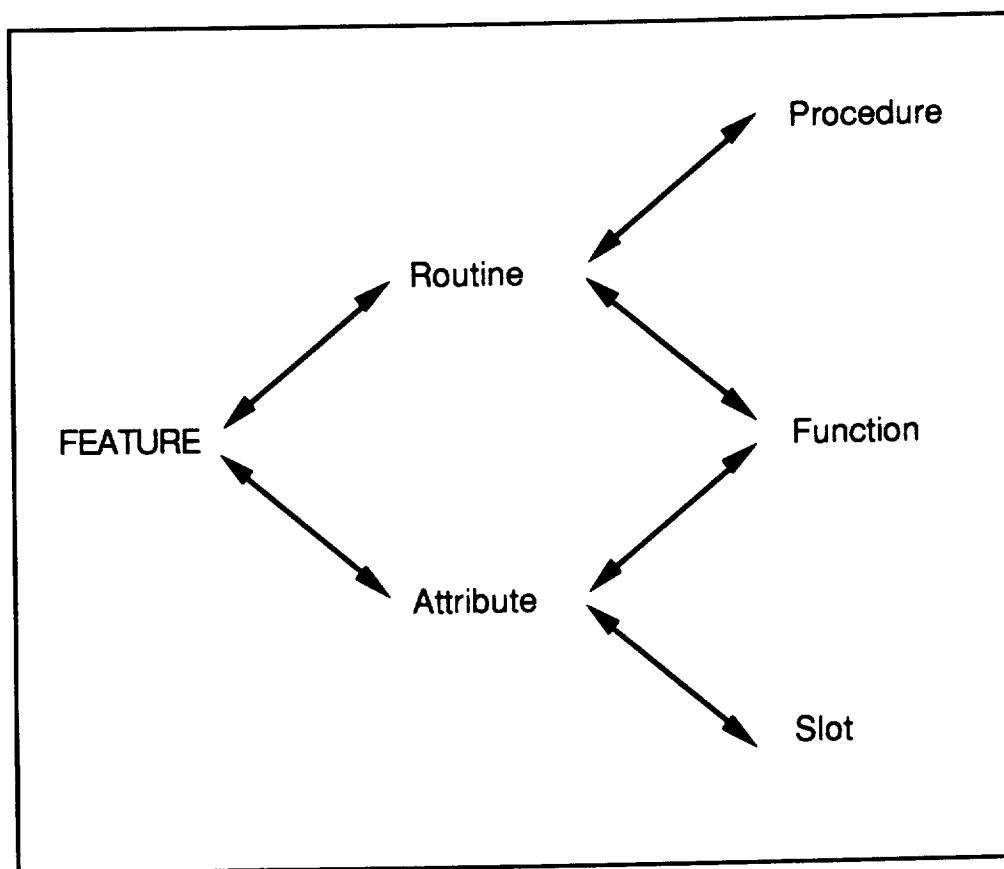 Procedure
Routine
FEATURE
Function
Attribute
Slot